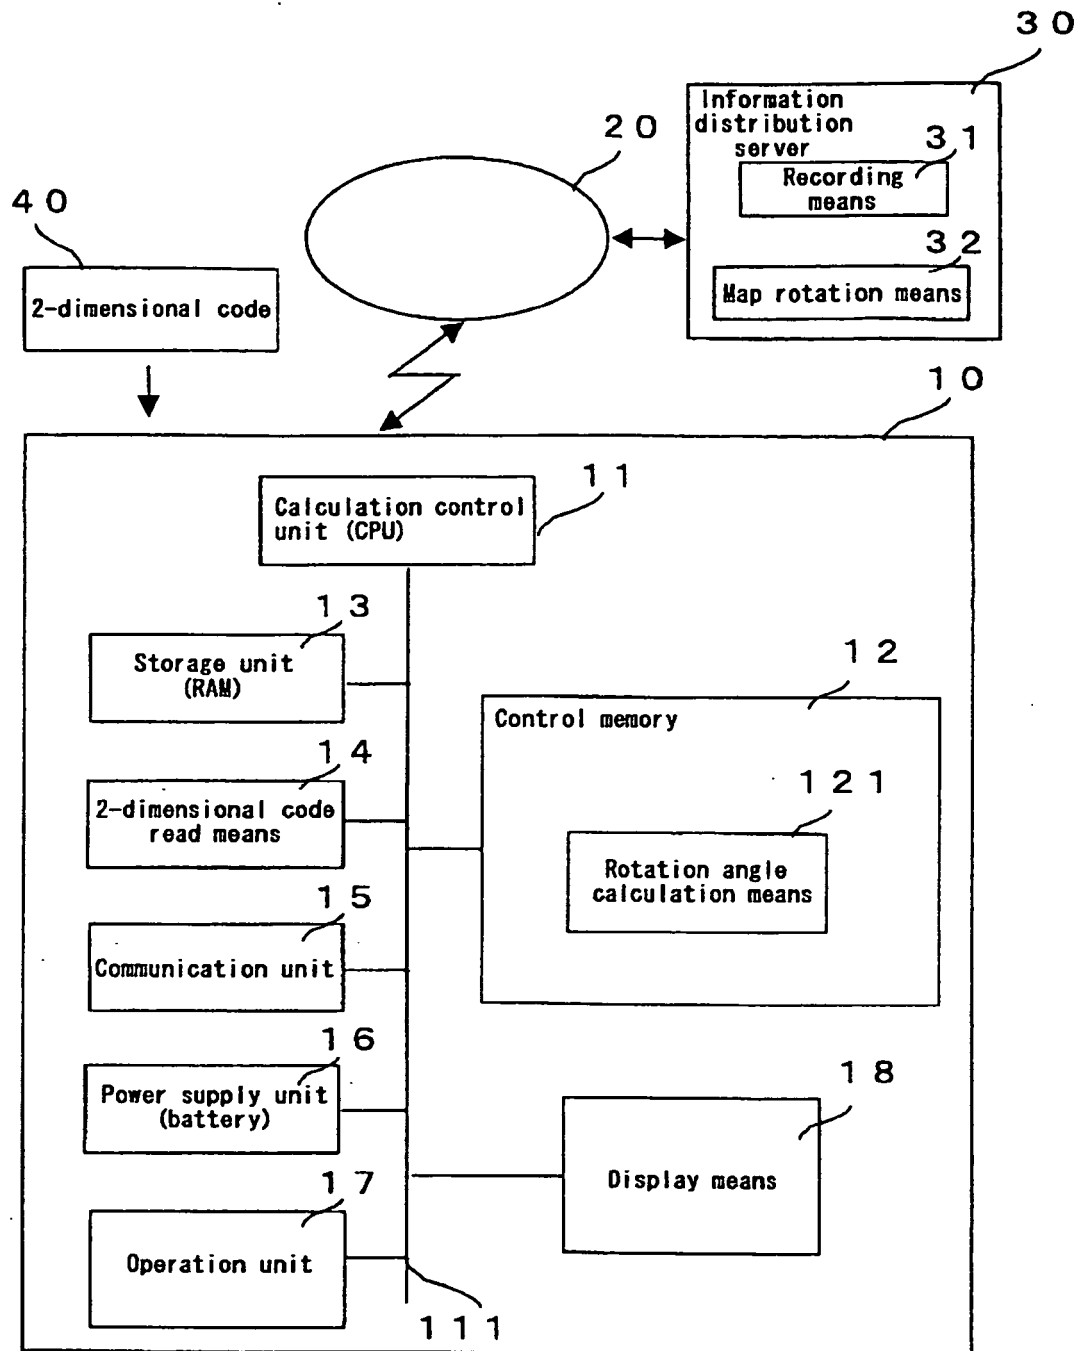 30
Information
distribution
server
31
Recording
means
32
Map rotation means
20
40
2-dimensional code
10
11
Calculation control
unit (CPU)
13
Storage unit
(RAM)
12
Control memory
14
2-dimensional code
read means
121
Rotation angle
calculation means
15
Communication unit
16
Power supply unit
(battery)
18
Display means
17
Operation unit
111